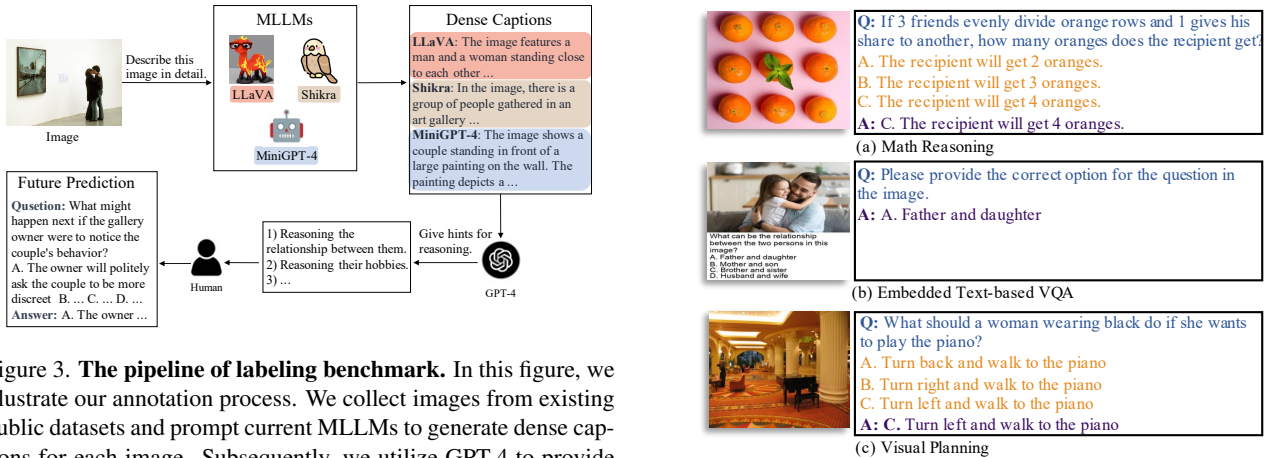 MLLMs
Dense Captions
Describe this
image in detail.
Image
LLaVA
Shikra
MiniGPT-4
LLaVA: The image features a
man and a woman standing close
to each other ...
Shikra: In the image, there is a
group of people gathered in an
art gallery ...
MiniGPT-4: The image shows a
couple standing in front of a
large painting on the wall. The
painting depicts a ...
Future Prediction
Qusetion: What might
happen next if the gallery
owner were to notice the
couple's behavior?
A. The owner will politely
ask the couple to be more
discreet B. ... C. ... D. ...
Answer: A. The owner ...
Human
1) Reasoning the
relationship between them.
2) Reasoning their hobbies.
3) ...
Give hints for
reasoning.
GPT-4
igure 3. The pipeline of labeling benchmark. In this figure, we
lustrate our annotation process. We collect images from existing
ublic datasets and prompt current MLLMs to generate dense cap-
ons for each image. Subsequently, we utilize GPT-4 to provide
Q: If 3 friends evenly divide orange rows and 1 gives his
share to another, how many oranges does the recipient get?
A. The recipient will get 2 oranges.
B. The recipient will get 3 oranges.
C. The recipient will get 4 oranges.
A: C. The recipient will get 4 oranges.
(a) Math Reasoning
What can be the relationship
between the two persons in this
image?
A. Father and daughter
B. Mother and son
C. Brother and sister
D. Husband and wife
Q: Please provide the correct option for the question in
the image.
A: A. Father and daughter
(b) Embedded Text-based VQA
Q: What should a woman wearing black do if she wants
to play the piano?
A. Turn back and walk to the piano
B. Turn right and walk to the piano
C. Turn left and walk to the piano
A: C. Turn left and walk to the piano
(c) Visual Planning